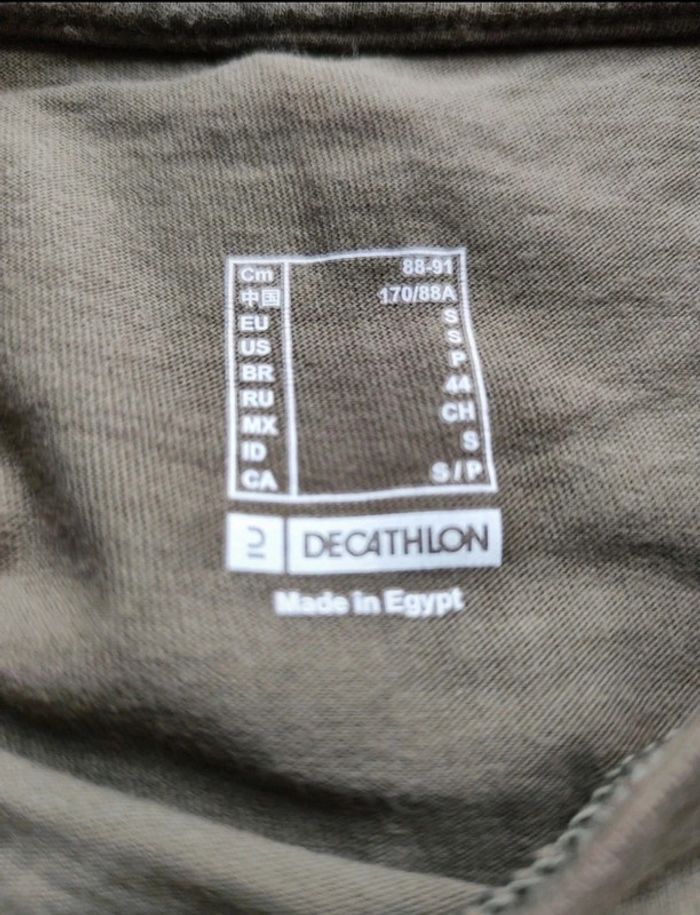 Cm 88-91
中国 170/88A
EU S
US S
BR P
RU 44
MX CH
ID S
CA S/P
DECATHLON
Made in Egypt